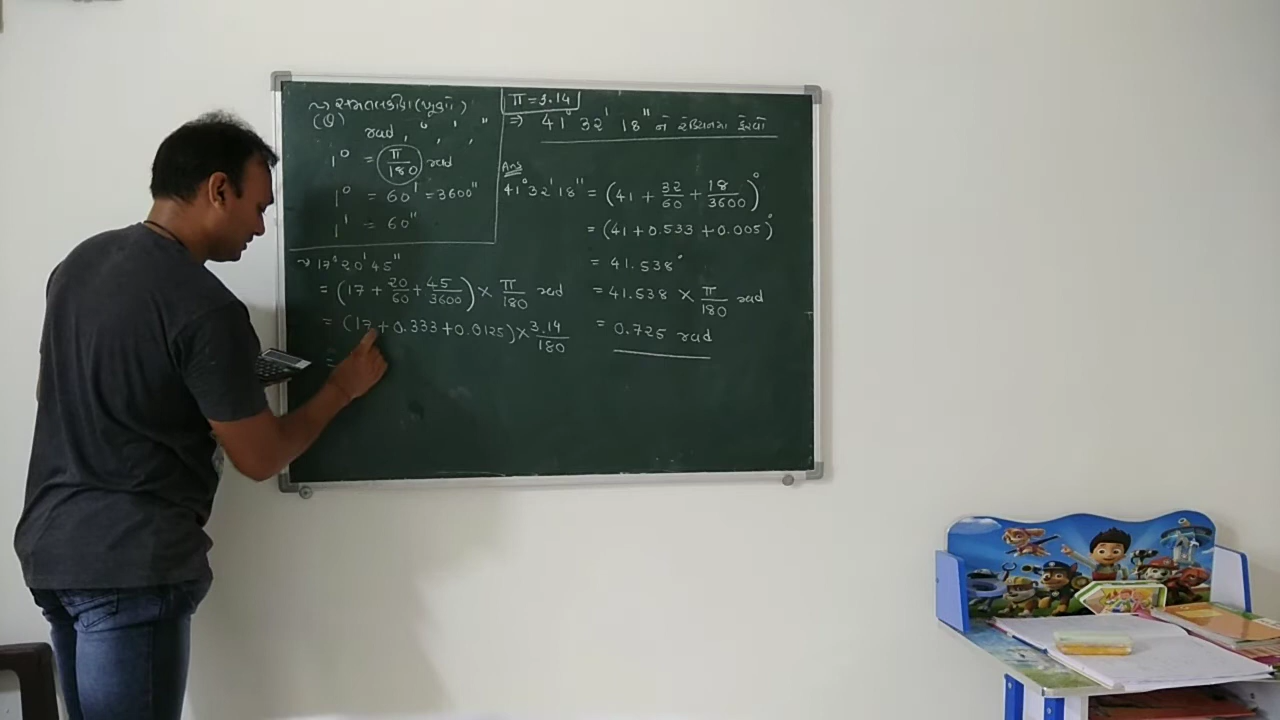 ~> સમતલકોણ (ખૂણો)
(θ)
rad, °, ', "
1° = π/180 rad
1° = 60' = 3600"
1' = 60"
~> 17° 20' 45"
= (17 + 20/60 + 45/3600) × π/180 rad
= (17 + 0.333 + 0.0125) × 3.14/180
=
π = 3.14
⇒ 41° 32' 18" ને રેડિયનમાં ફેરવો
Ans
41° 32' 18" = (41 + 32/60 + 18/3600)°
= (41 + 0.533 + 0.005)°
= 41.538°
= 41.538 × π/180 rad
= 0.725 rad